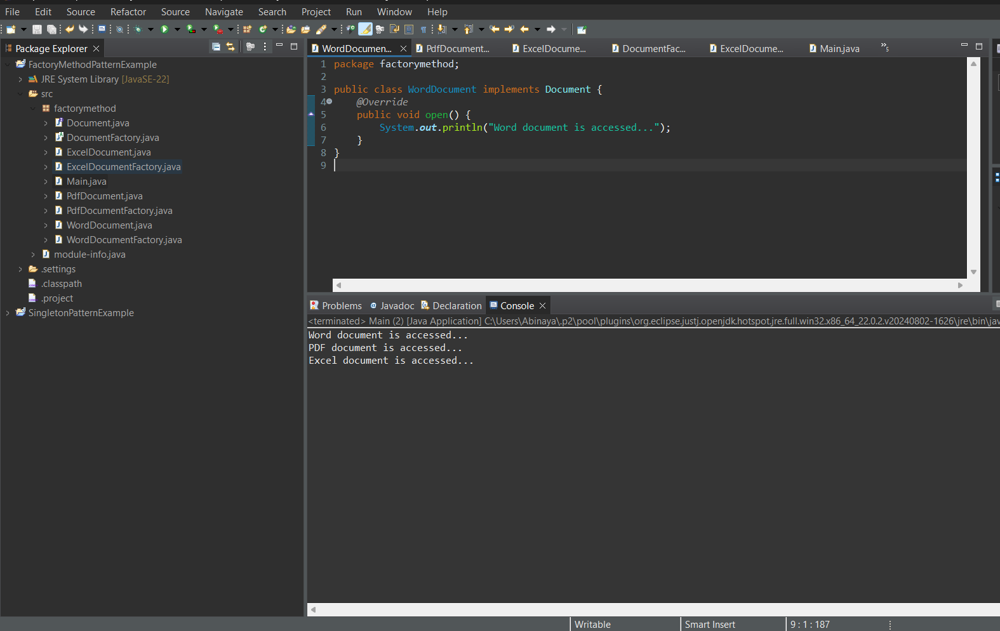 File Edit Source Refactor Source Navigate Search Project Run Window Help
Package Explorer
FactoryMethodPatternExample
JRE System Library [JavaSE-22]
src
factorymethod
Document.java
DocumentFactory.java
ExcelDocument.java
ExcelDocumentFactory.java
Main.java
PdfDocument.java
PdfDocumentFactory.java
WordDocument.java
WordDocumentFactory.java
module-info.java
.settings
.classpath
.project
SingletonPatternExample
WordDocumen... PdfDocument... ExcelDocume... DocumentFac... ExcelDocume... Main.java »5
1 package factorymethod;
2
3 public class WordDocument implements Document {
4 @Override
5 public void open() {
6 System.out.println("Word document is accessed...");
7 }
8 }
9
Problems Javadoc Declaration Console
<terminated> Main (2) [Java Application] C:\Users\Abinaya\.p2\pool\plugins\org.eclipse.justj.openjdk.hotspot.jre.full.win32.x86_64_22.0.2.v20240802-1626\jre\bin\jav
Word document is accessed...
PDF document is accessed...
Excel document is accessed...
Writable Smart Insert 9 : 1 : 187